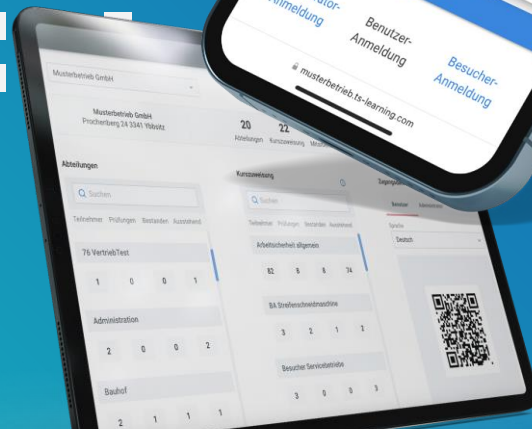 Anmeldung
Benutzer-
Anmeldung
Besucher-
Anmeldung
musterbetrieb.ts-learning.com
Musterbetrieb GmbH
Musterbetrieb GmbH
Prochenberg 24 3341 Ybbsitz
20
22
Abteilungen
Kurszuweisung
Abteilungen
Suchen
Teilnehmer Prüfungen Bestanden Ausstehend
76 VertriebTest
1 0 0 1
Administration
2 0 0 2
Bauhof
2 1 1 1
Kurszuweisung
Suchen
Teilnehmer Prüfungen Bestanden Ausstehend
Arbeitsicherheit allgemein
82 8 8 74
BA Streifenschneidmaschine
3 2 1 2
Besucher Servicebetriebe
3 0 0 3
Benutzer
Sprache
Deutsch